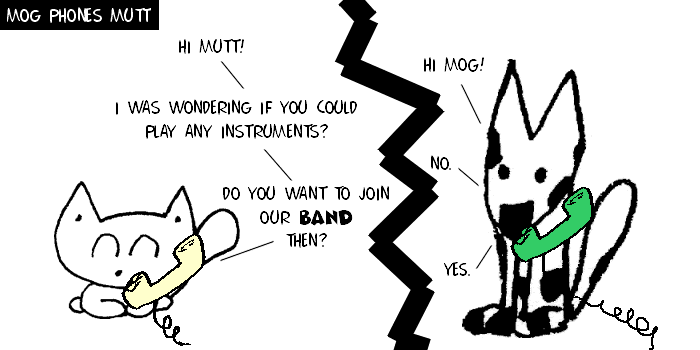 MOG PHONES MUTT
HI MUTT!
HI MOG!
I WAS WONDERING IF YOU COULD
PLAY ANY INSTRUMENTS?
NO.
DO YOU WANT TO JOIN
OUR BAND
THEN?
YES.